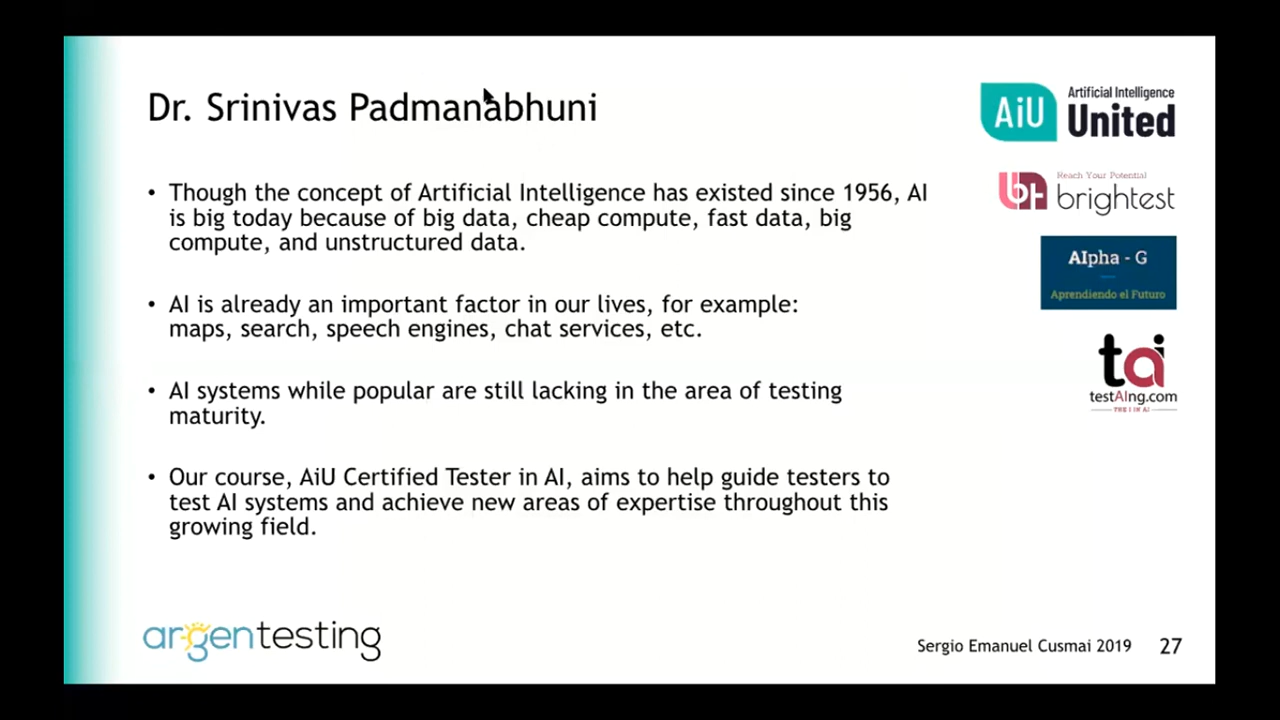 Dr. Srinivas Padmanabhuni
AiU
Artificial Intelligence
United
Reach Your Potential
brightest
AIpha - G
Aprendiendo el Futuro
tai
testAIng.com
THE I IN AI
• Though the concept of Artificial Intelligence has existed since 1956, AI
is big today because of big data, cheap compute, fast data, big
compute, and unstructured data.
• AI is already an important factor in our lives, for example:
maps, search, speech engines, chat services, etc.
• AI systems while popular are still lacking in the area of testing
maturity.
• Our course, AiU Certified Tester in AI, aims to help guide testers to
test AI systems and achieve new areas of expertise throughout this
growing field.
argentesting
Sergio Emanuel Cusmai 2019
27